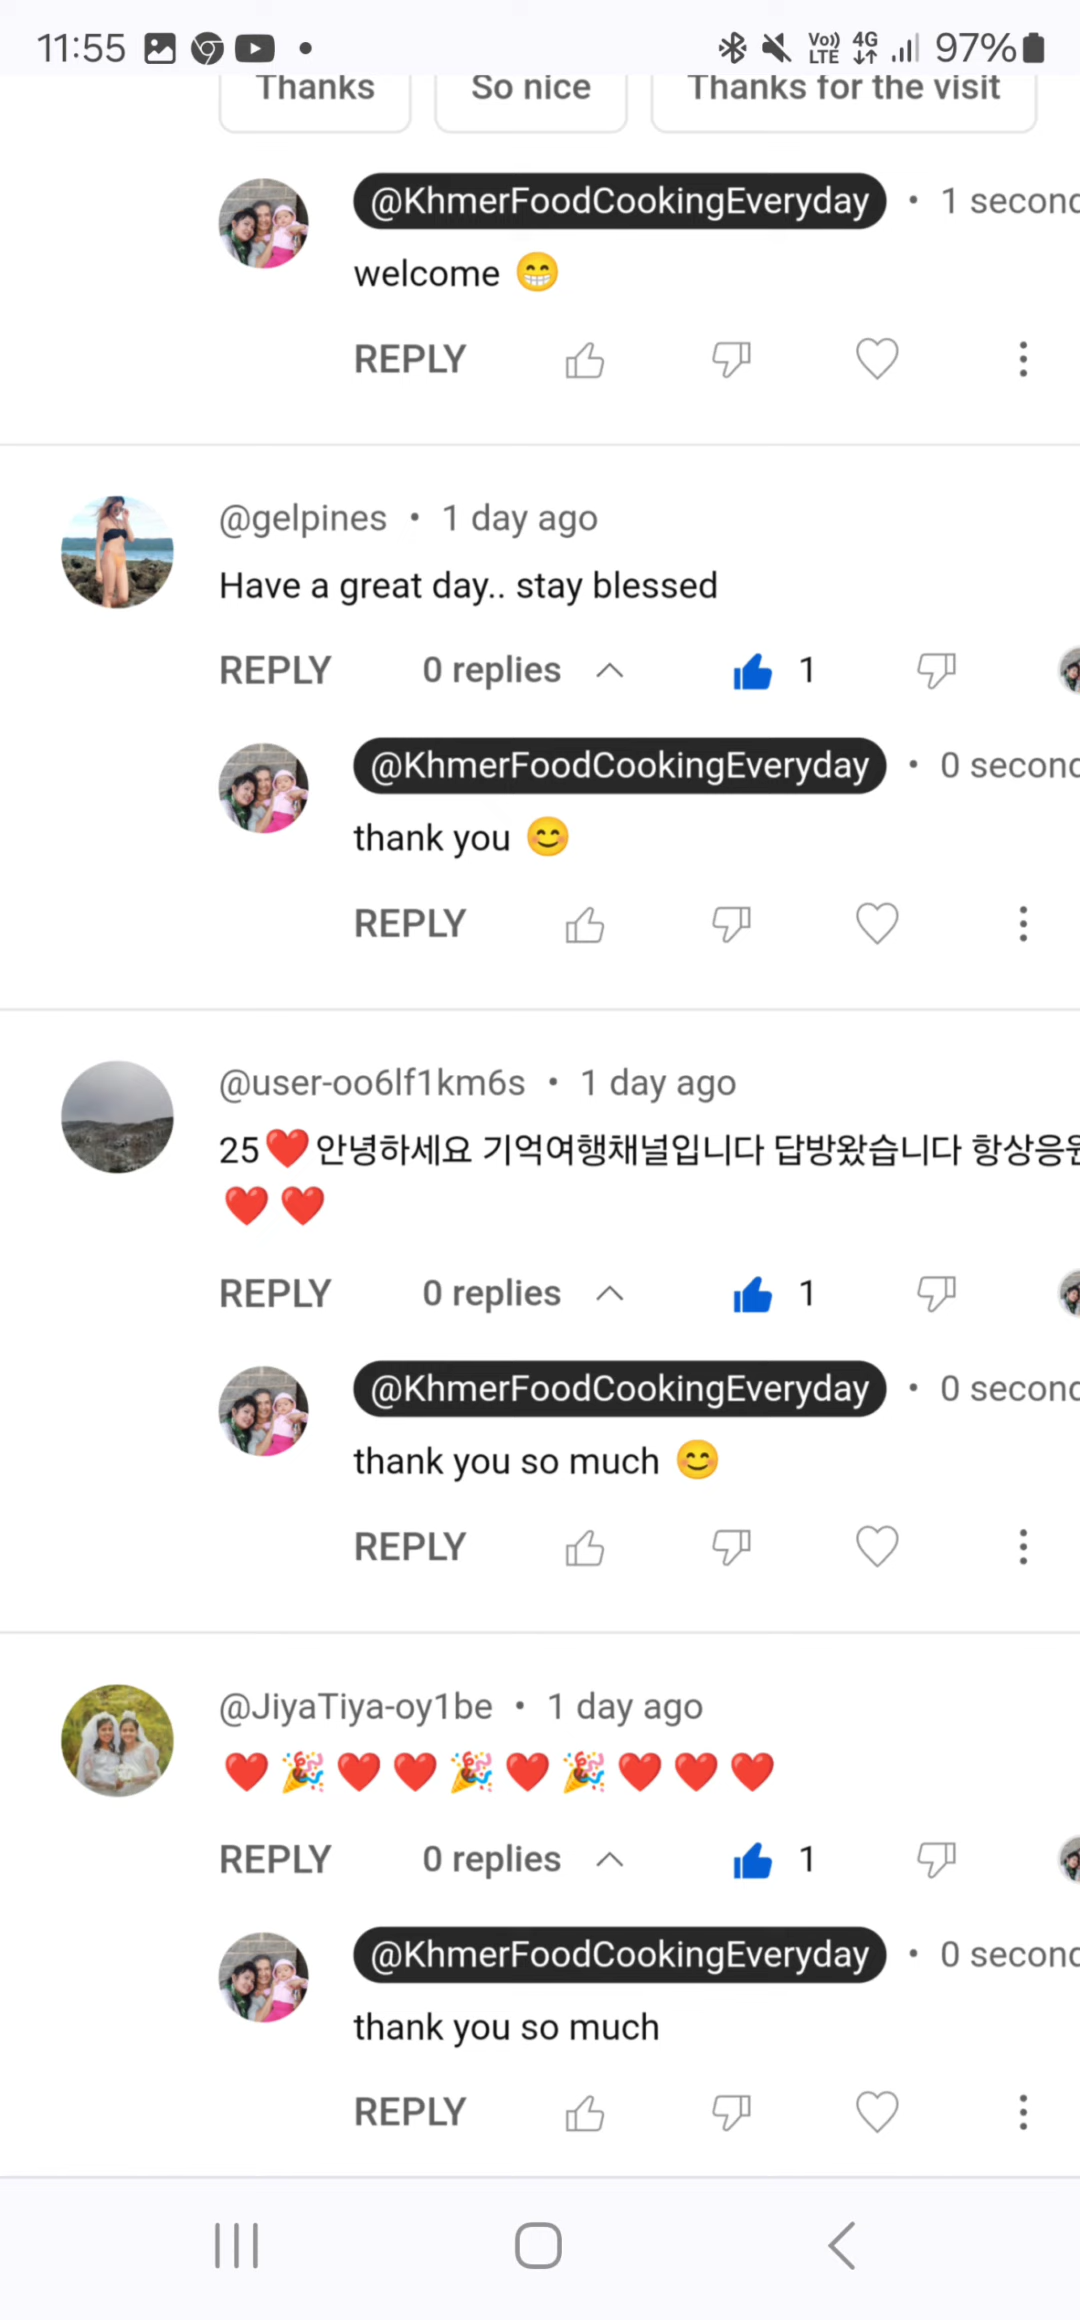 11:55 Vo)) LTE 4G 97%
Thanks So nice Thanks for the visit
@KhmerFoodCookingEveryday • 1 second
welcome 😁
REPLY
@gelpines • 1 day ago
Have a great day.. stay blessed
REPLY 0 replies 1
@KhmerFoodCookingEveryday • 0 second
thank you 😊
REPLY
@user-oo6lf1km6s • 1 day ago
25❤️안녕하세요 기억여행채널입니다 답방왔습니다 항상응원
❤️❤️
REPLY 0 replies 1
@KhmerFoodCookingEveryday • 0 second
thank you so much 😊
REPLY
@JiyaTiya-oy1be • 1 day ago
❤️🎉❤️❤️🎉❤️🎉❤️❤️❤️
REPLY 0 replies 1
@KhmerFoodCookingEveryday • 0 second
thank you so much
REPLY